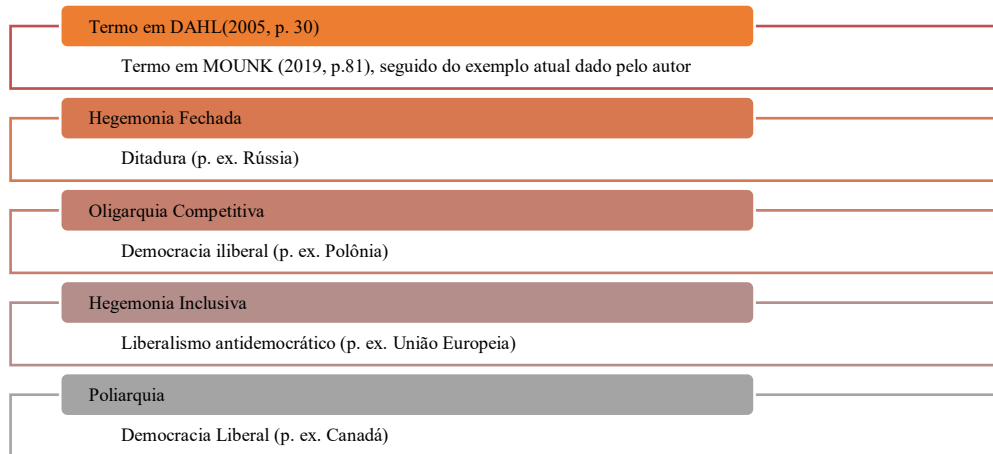 Termo em DAHL(2005, p. 30)
Termo em MOUNK (2019, p.81), seguido do exemplo atual dado pelo autor
Hegemonia Fechada
Ditadura (p. ex. Rússia)
Oligarquia Competitiva
Democracia iliberal (p. ex. Polônia)
Hegemonia Inclusiva
Liberalismo antidemocrático (p. ex. União Europeia)
Poliarquia
Democracia Liberal (p. ex. Canadá)